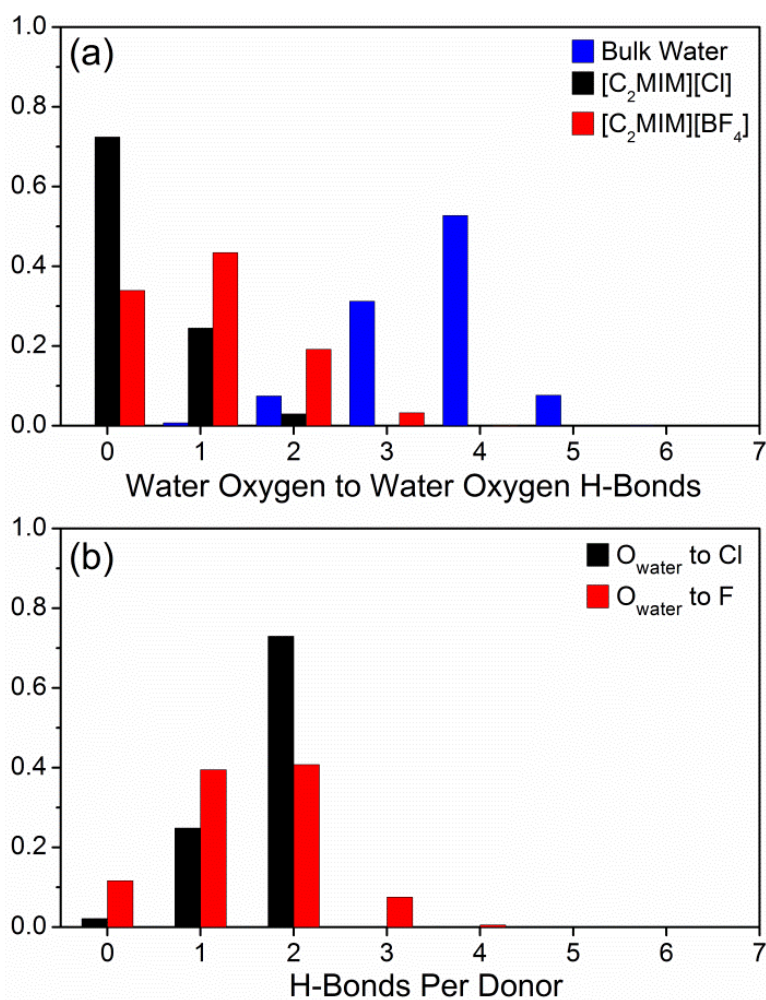 (a)
Bulk Water
[C₂MIM][Cl]
[C₂MIM][BF₄]
1.0
0.8
0.6
0.4
0.2
0.0
0 1 2 3 4 5 6 7
Water Oxygen to Water Oxygen H-Bonds
(b)
O_water to Cl
O_water to F
1.0
0.8
0.6
0.4
0.2
0.0
0 1 2 3 4 5 6 7
H-Bonds Per Donor